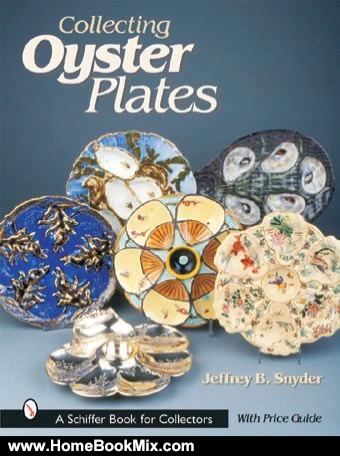 Collecting
Oyster
Plates
Jeffrey B. Snyder
A Schiffer Book for Collectors
With Price Guide
www.HomeBookMix.com